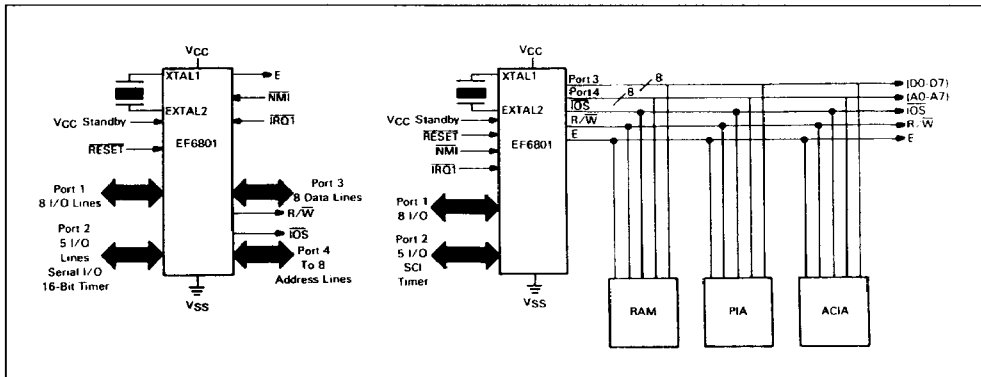 VCC
XTAL1
E
EXTAL2
NMI
VCC Standby
IRQ1
EF6801
RESET
Port 1
8 I/O Lines
Port 3
8 Data Lines
R/W
IOS
Port 2
5 I/O
Lines
Serial I/O
16-Bit Timer
Port 4
To 8
Address Lines
VSS
VCC
XTAL1
EXTAL2
VCC Standby
RESET
NMI
IRQ1
EF6801
Port 1
8 I/O
Port 2
5 I/O
SCI
Timer
VSS
Port 3
8
Port 4
8
IOS
R/W
E
(D0-D7)
(A0-A7)
IOS
R/W
E
RAM
PIA
ACIA